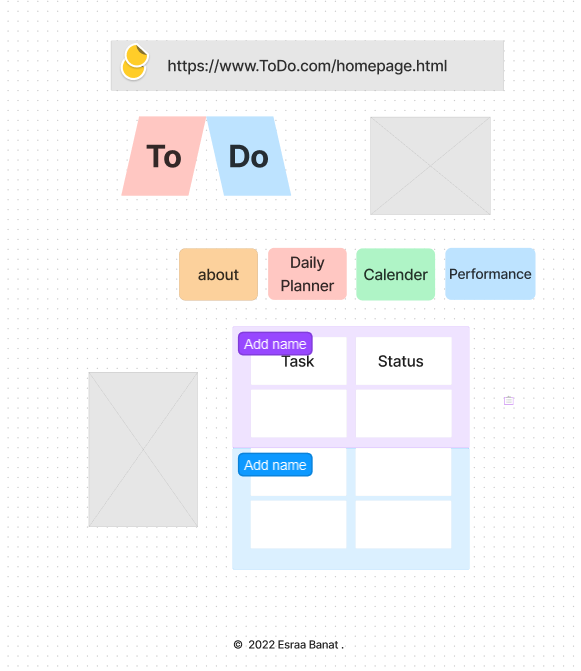 https://www.ToDo.com/homepage.html
To Do
about
Daily
Planner
Calender
Performance
Add name
Task
Status
Add name
© 2022 Esraa Banat .